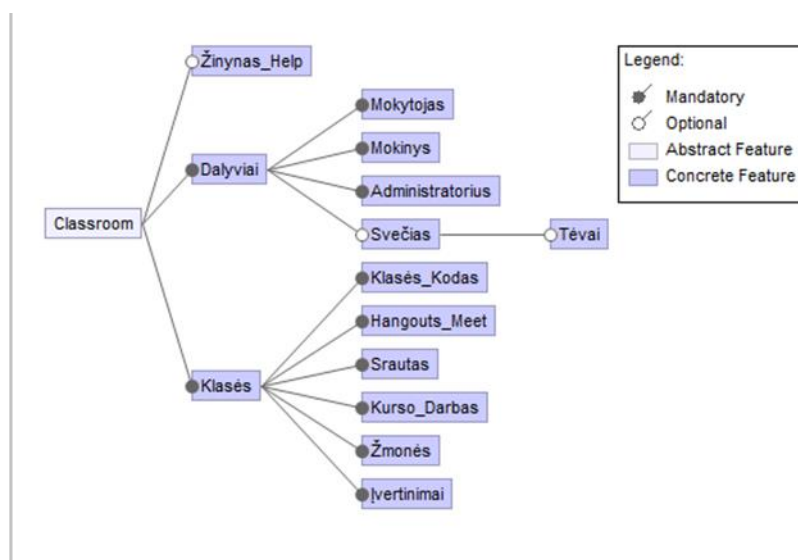 Žinynas_Help
Mokytojas
Mokinys
Dalyviai
Administratorius
Svečias
Tėvai
Classroom
Klasės_Kodas
Hangouts_Meet
Srautas
Klasės
Kurso_Darbas
Žmonės
Įvertinimai
Legend:
Mandatory
Optional
Abstract Feature
Concrete Feature